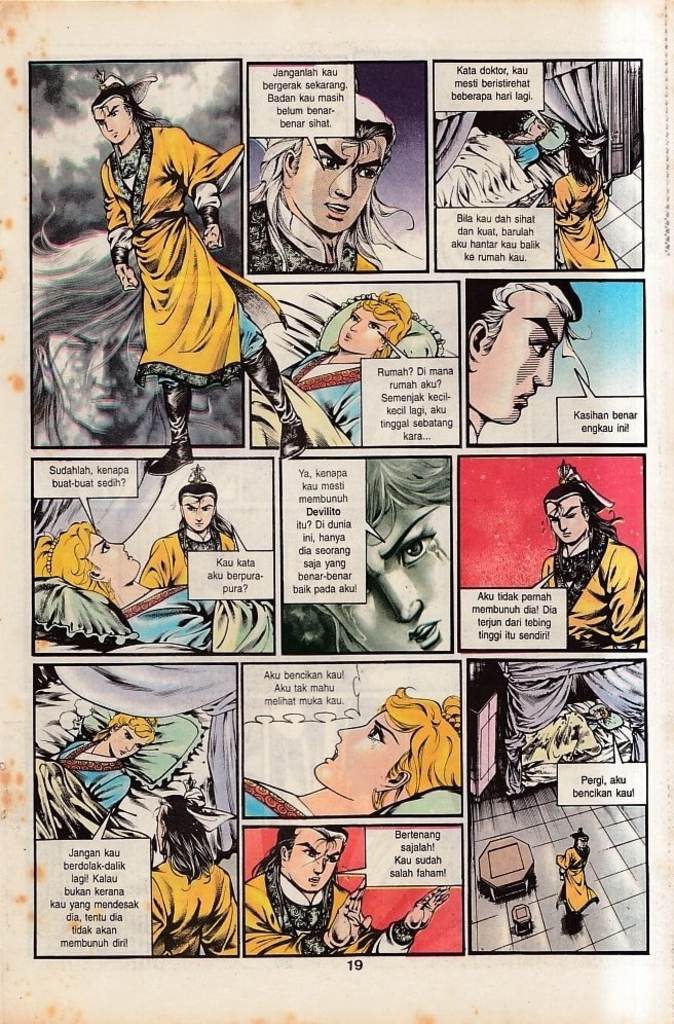 Janganlah kau
bergerak sekarang.
Badan kau masih
belum benar-
benar sihat.
Kata doktor, kau
mesti beristirehat
beberapa hari lagi.
Bila kau dah sihat
dan kuat, barulah
aku hantar kau balik
ke rumah kau.
Rumah? Di mana
rumah aku?
Semenjak kecil-
kecil lagi, aku
tinggal sebatang
kara...
Kasihan benar
engkau ini!
Sudahlah, kenapa
buat-buat sedih?
Kau kata
aku berpura-
pura?
Ya, kenapa
kau mesti
membunuh
Devilito
itu? Di dunia
ini, hanya
dia seorang
saja yang
benar-benar
baik pada aku!
Aku tidak pernah
membunuh dia! Dia
terjun dari tebing
tinggi itu sendiri!
Jangan kau
berdolak-dalik
lagi! Kalau
bukan kerana
kau yang mendesak
dia, tentu dia
tidak akan
membunuh diri!
Aku bencikan kau!
Aku tak mahu
melihat muka kau.
Bertenang
sajalah!
Kau sudah
salah faham!
Pergi, aku
bencikan kau!
19